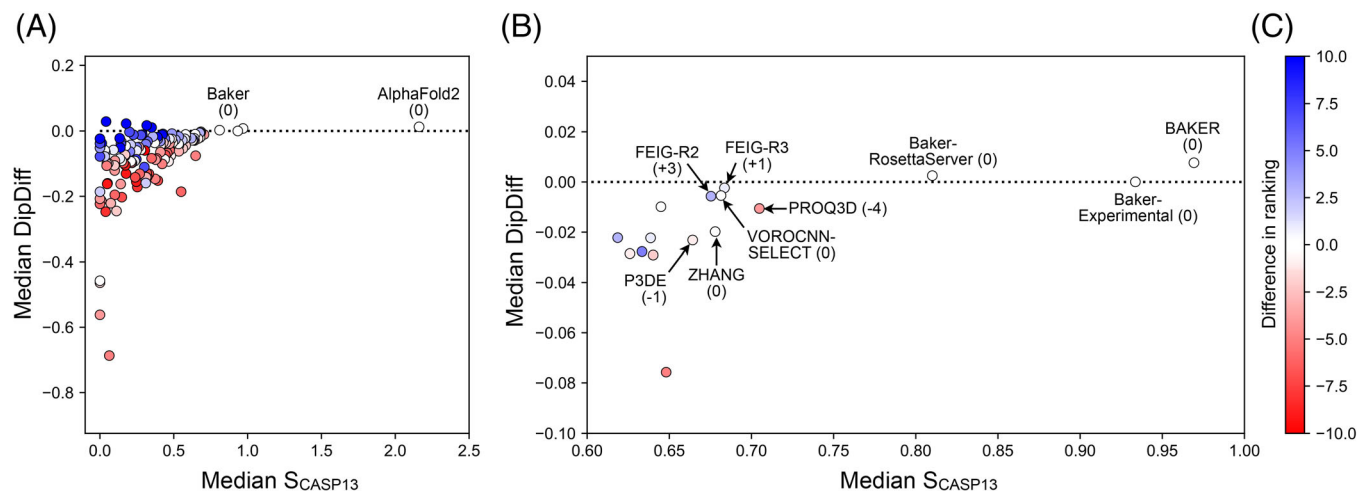 (A)
0.2
0.0
−0.2
−0.4
−0.6
−0.8
Median DipDiff
Baker
(0)
AlphaFold2
(0)
0.0
0.5
1.0
1.5
2.0
2.5
Median SCASP13
(B)
0.04
0.02
0.00
−0.02
−0.04
−0.06
−0.08
−0.10
Median DipDiff
FEIG-R2
(+3)
FEIG-R3
(+1)
Baker-
RosettaServer (0)
BAKER
(0)
PROQ3D (-4)
Baker-
Experimental (0)
VOROCNN-
SELECT (0)
P3DE
(-1)
ZHANG
(0)
0.60
0.65
0.70
0.75
0.80
0.85
0.90
0.95
1.00
Median SCASP13
(C)
Difference in ranking
10.0
7.5
5.0
2.5
0.0
−2.5
−5.0
−7.5
−10.0